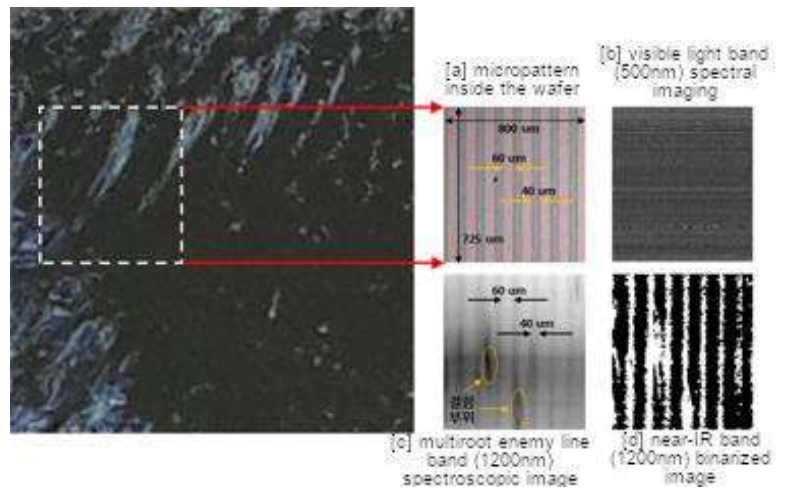 [a] micropattern
inside the wafer
[b] visible light band
(500nm) spectral
imaging
800 um
60 um
40 um
725 um
60 um
40 um
결함
부위
[c] multiroot enemy line
band (1200nm)
spectroscopic image
[d] near-IR band
(1200nm) binarized
image